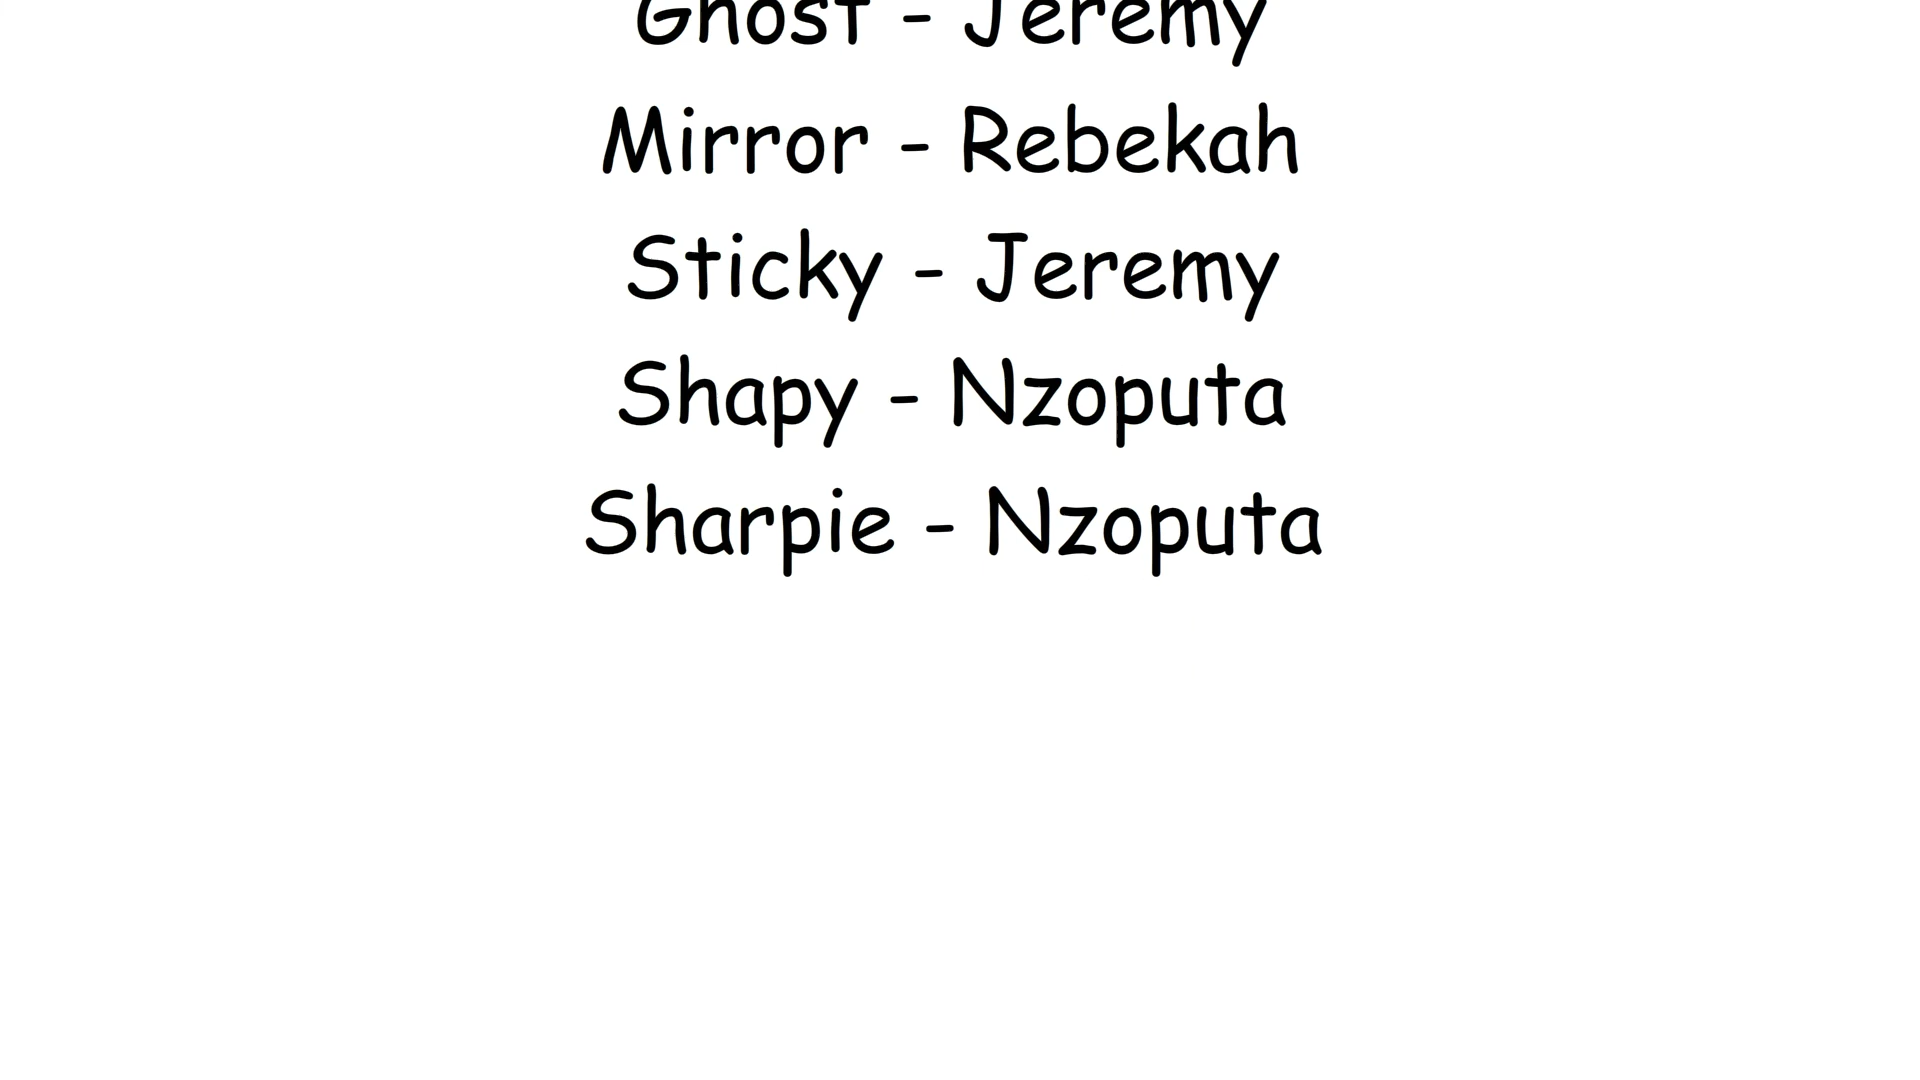 Ghost - Jeremy
Mirror - Rebekah
Sticky - Jeremy
Shapy - Nzoputa
Sharpie - Nzoputa